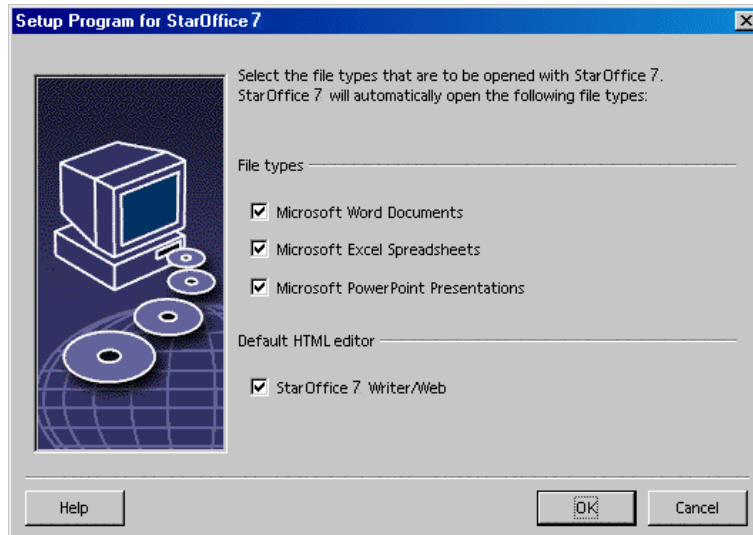 Setup Program for StarOffice 7
Select the file types that are to be opened with StarOffice 7.
StarOffice 7 will automatically open the following file types:
File types
Microsoft Word Documents
Microsoft Excel Spreadsheets
Microsoft PowerPoint Presentations
Default HTML editor
StarOffice 7 Writer/Web
Help
OK
Cancel